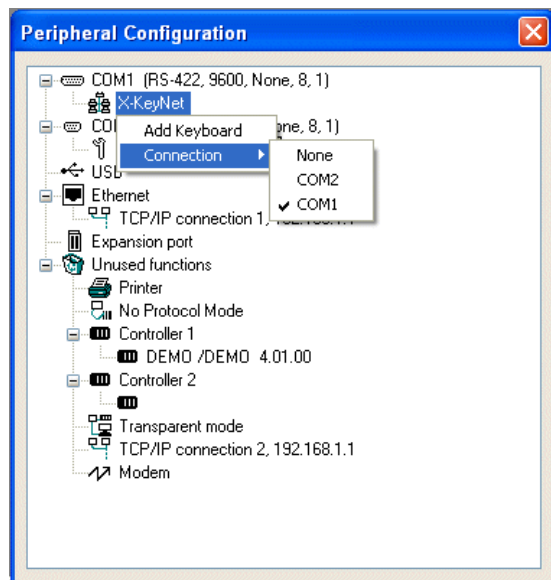 Peripheral Configuration
COM1 (RS-422, 9600, None, 8, 1)
X-KeyNet
Add Keyboard
Connection
None
COM2
COM1
8, 1)
USB
Ethernet
TCP/IP connection 1,
Expansion port
Unused functions
Printer
No Protocol Mode
Controller 1
DEMO /DEMO 4.01.00
Controller 2
Transparent mode
TCP/IP connection 2, 192.168.1.1
Modem